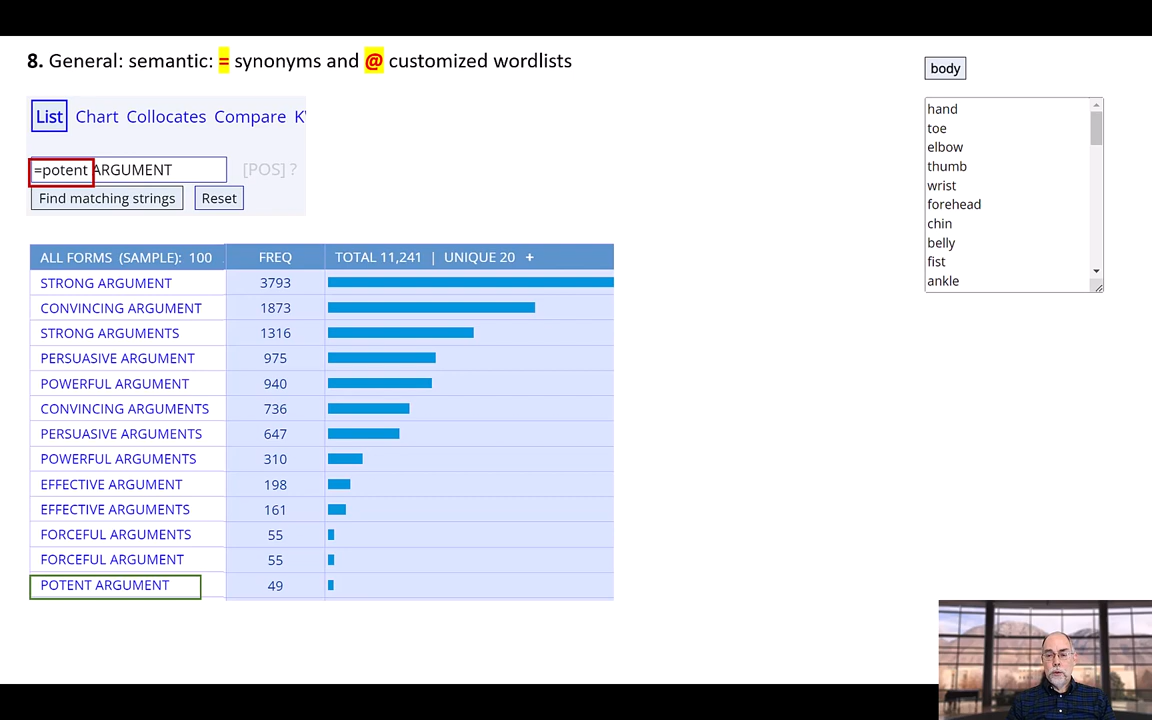 8. General: semantic: = synonyms and @ customized wordlists
List Chart Collocates Compare
=potent ARGUMENT [POS] ?
Find matching strings Reset
ALL FORMS (SAMPLE): 100 FREQ TOTAL 11,241 | UNIQUE 20 +
STRONG ARGUMENT 3793
CONVINCING ARGUMENT 1873
STRONG ARGUMENTS 1316
PERSUASIVE ARGUMENT 975
POWERFUL ARGUMENT 940
CONVINCING ARGUMENTS 736
PERSUASIVE ARGUMENTS 647
POWERFUL ARGUMENTS 310
EFFECTIVE ARGUMENT 198
EFFECTIVE ARGUMENTS 161
FORCEFUL ARGUMENTS 55
FORCEFUL ARGUMENT 55
POTENT ARGUMENT 49
body
hand
toe
elbow
thumb
wrist
forehead
chin
belly
fist
ankle